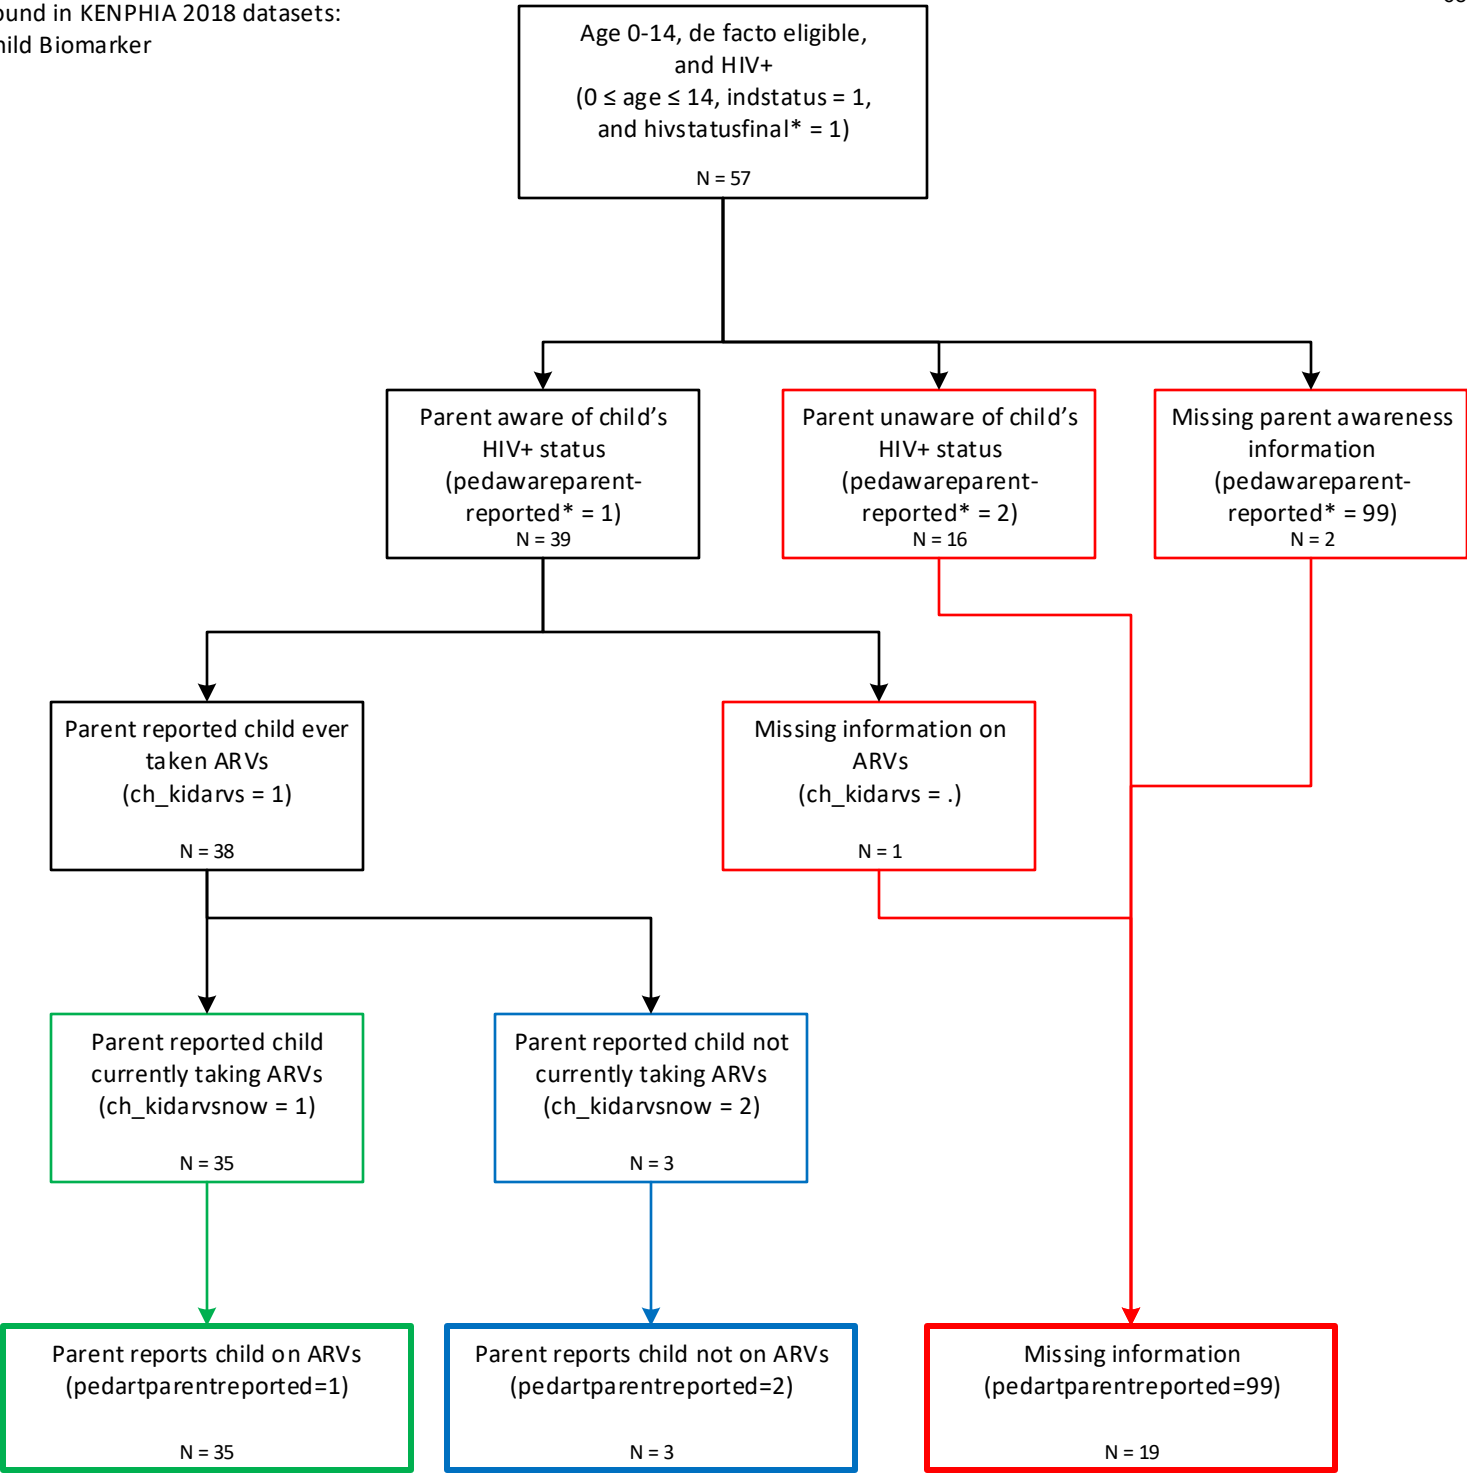 KENPHIA 2018 datasets:
Biomarker
Age 0-14, de facto eligible,
and HIV+
(0 ≤ age ≤ 14, indstatus = 1,
and hivstatusfinal* = 1)
N = 57
Parent aware of child’s
HIV+ status
(pedawareparent-
reported* = 1)
N = 39
Parent unaware of child’s
HIV+ status
(pedawareparent-
reported* = 2)
N = 16
Missing parent awareness
information
(pedawareparent-
reported* = 99)
N = 2
Parent reported child ever
taken ARVs
(ch_kidarvs = 1)
N = 38
Missing information on
ARVs
(ch_kidarvs = .)
N = 1
Parent reported child
currently taking ARVs
(ch_kidarvsnow = 1)
N = 35
Parent reported child not
currently taking ARVs
(ch_kidarvsnow = 2)
N = 3
Parent reports child on ARVs
(pedartparentreported=1)
N = 35
Parent reports child not on ARVs
(pedartparentreported=2)
N = 3
Missing information
(pedartparentreported=99)
N = 19